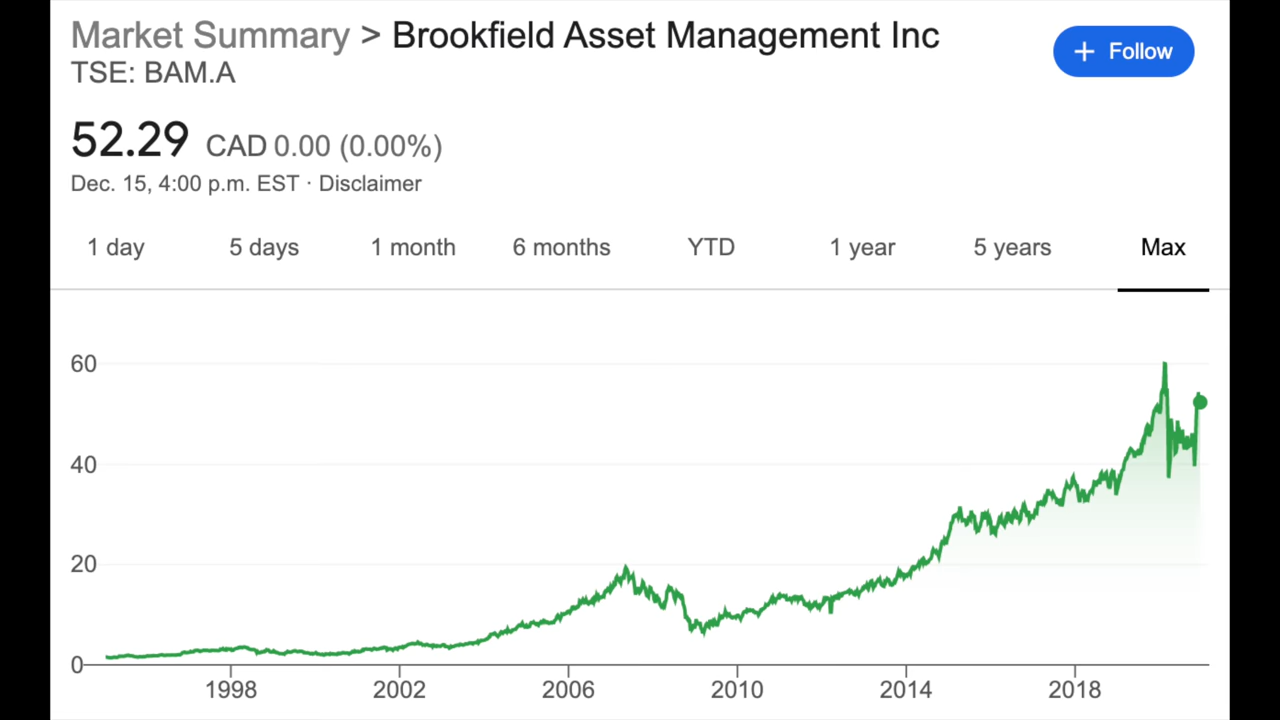 Market Summary > Brookfield Asset Management Inc
+ Follow
TSE: BAM.A
52.29 CAD 0.00 (0.00%)
Dec. 15, 4:00 p.m. EST · Disclaimer
1 day 5 days 1 month 6 months YTD 1 year 5 years Max
60
40
20
0
1998 2002 2006 2010 2014 2018